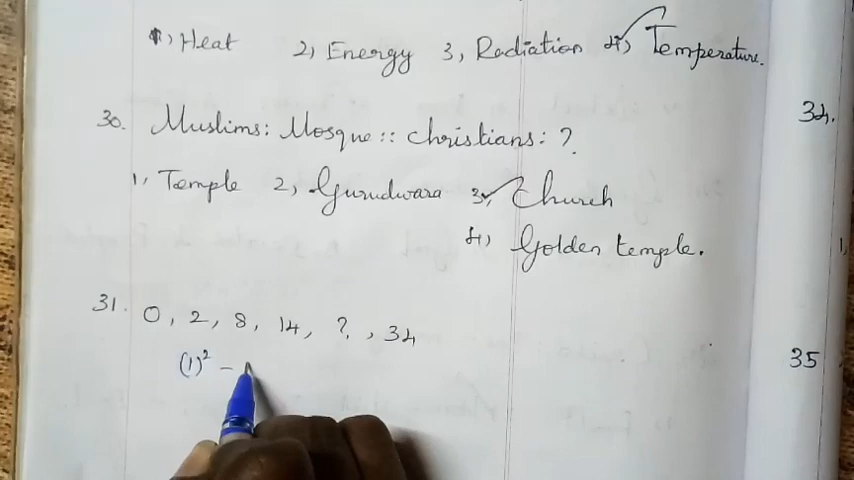 1) Heat 2) Energy 3, Radiation 4) Temperature.
30. Muslims: Mosque :: christians: ?
1, Temple 2, Gurudwara 3, Church
4) Golden temple.
31. 0, 2, 8, 14, ?, 34
(1)² -
34.
1,
35